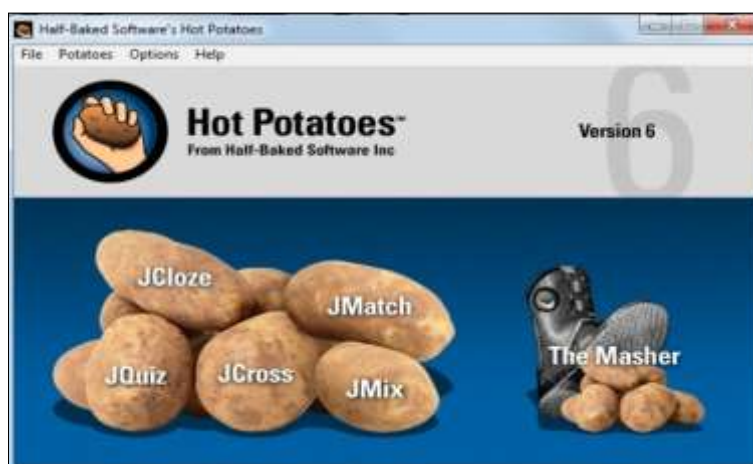 Half-Baked Software's Hot Potatoes
File Potatoes Options Help
Hot Potatoes™
From Half-Baked Software Inc
Version 6
6
JCloze
JMatch
The Masher
JQuiz
JCross
JMix